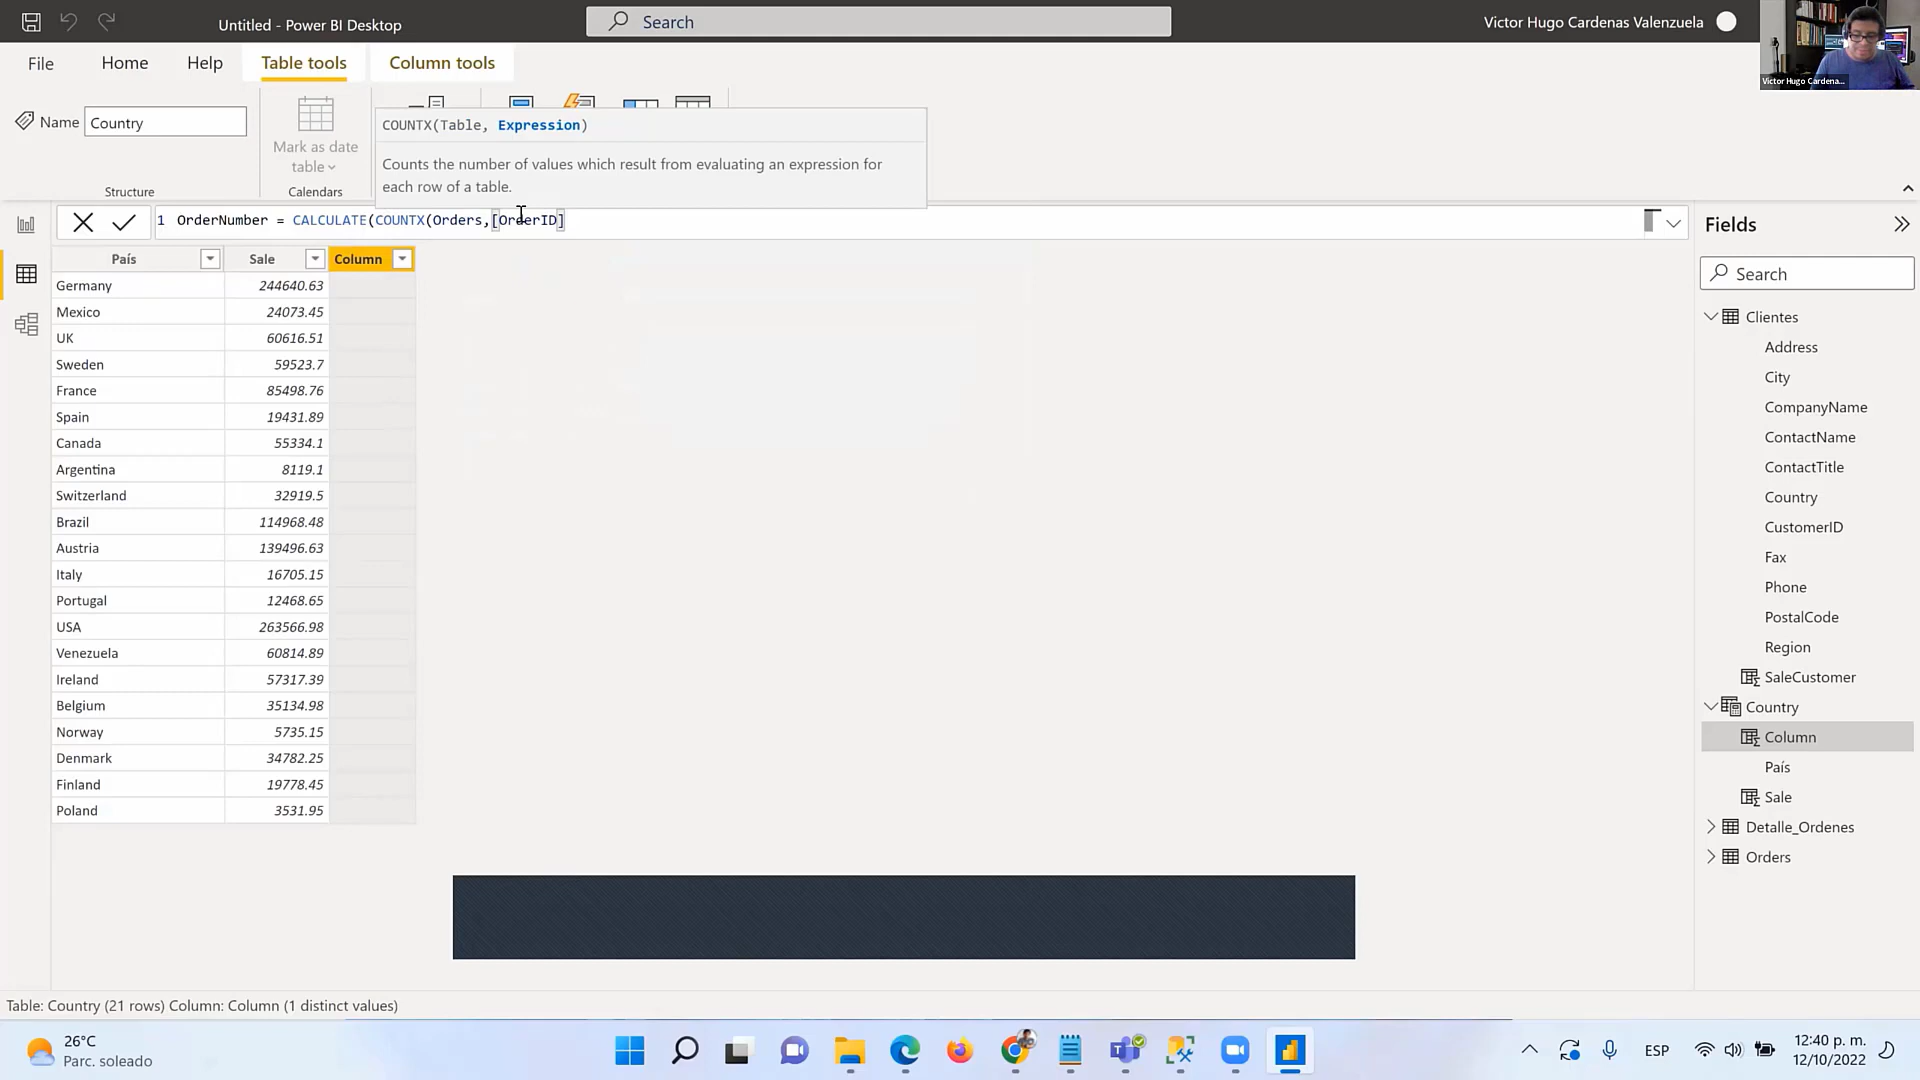 Untitled - Power BI Desktop
Search
Victor Hugo Cardenas Valenzuela
Victor Hugo Cardena...
File
Home
Help
Table tools
Column tools
Name
Country
Mark as date
table
Structure
Calendars
COUNTX(Table, Expression)
Counts the number of values which result from evaluating an expression for
each row of a table.
1 OrderNumber = CALCULATE(COUNTX(Orders,[OrderID]
País Sale Column
Germany 244640.63
Mexico 24073.45
UK 60616.51
Sweden 59523.7
France 85498.76
Spain 19431.89
Canada 55334.1
Argentina 8119.1
Switzerland 32919.5
Brazil 114968.48
Austria 139496.63
Italy 16705.15
Portugal 12468.65
USA 263566.98
Venezuela 60814.89
Ireland 57317.39
Belgium 35134.98
Norway 5735.15
Denmark 34782.25
Finland 19778.45
Poland 3531.95
Fields
Search
Clientes
Address
City
CompanyName
ContactName
ContactTitle
Country
CustomerID
Fax
Phone
PostalCode
Region
SaleCustomer
Country
Column
País
Sale
Detalle_Ordenes
Orders
Table: Country (21 rows) Column: Column (1 distinct values)
26°C
Parc. soleado
ESP
12:40 p. m.
12/10/2022